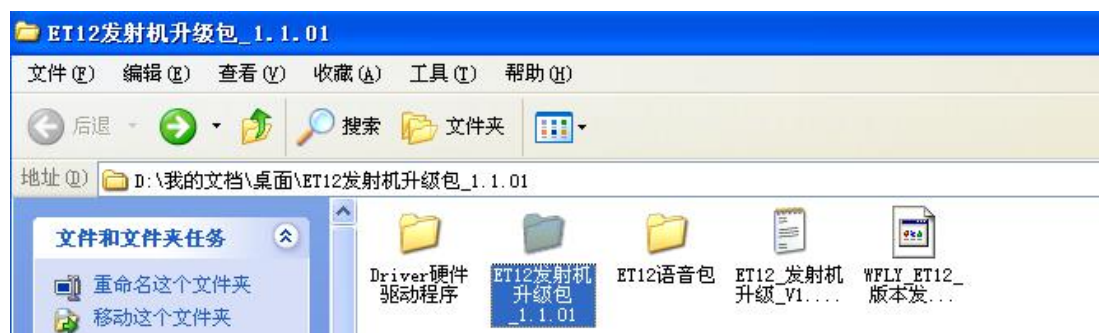 ET12发射机升级包_1.1.01
文件(F) 编辑(E) 查看(V) 收藏(A) 工具(T) 帮助(H)
后退 搜索 文件夹
地址(D) D:\我的文档\桌面\ET12发射机升级包_1.1.01
文件和文件夹任务
重命名这个文件夹
移动这个文件夹
Driver硬件
驱动程序
ET12发射机
升级包
_1.1.01
ET12语音包
ET12_发射机
升级_V1....
WFLY_ET12_
版本发...